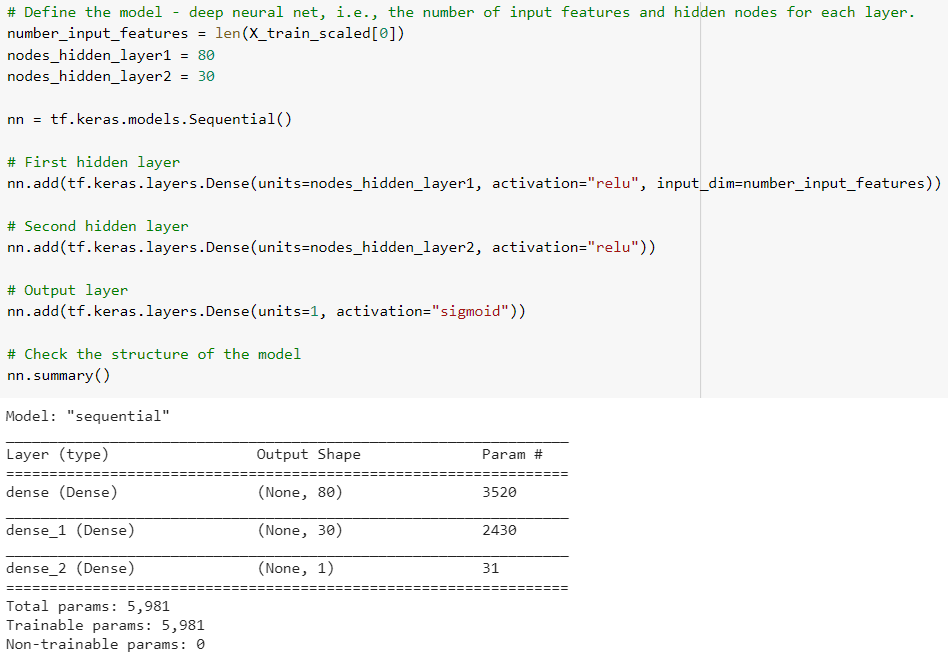 # Define the model - deep neural net, i.e., the number of input features and hidden nodes for each layer.
number_input_features = len(X_train_scaled[0])
nodes_hidden_layer1 = 80
nodes_hidden_layer2 = 30
nn = tf.keras.models.Sequential()
# First hidden layer
nn.add(tf.keras.layers.Dense(units=nodes_hidden_layer1, activation="relu", input_dim=number_input_features))
# Second hidden layer
nn.add(tf.keras.layers.Dense(units=nodes_hidden_layer2, activation="relu"))
# Output layer
nn.add(tf.keras.layers.Dense(units=1, activation="sigmoid"))
# Check the structure of the model
nn.summary()
Model: "sequential"
Layer (type) Output Shape Param #
dense (Dense) (None, 80) 3520
dense_1 (Dense) (None, 30) 2430
dense_2 (Dense) (None, 1) 31
Total params: 5,981
Trainable params: 5,981
Non-trainable params: 0